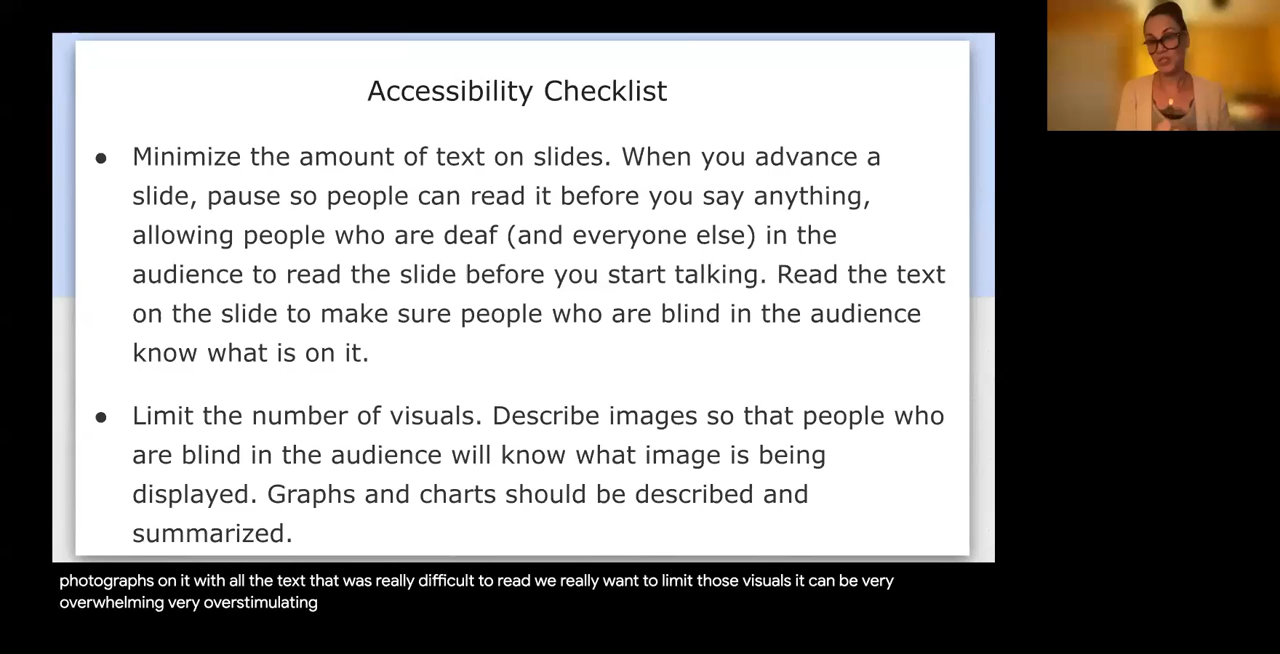 Accessibility Checklist
● Minimize the amount of text on slides. When you advance a
slide, pause so people can read it before you say anything,
allowing people who are deaf (and everyone else) in the
audience to read the slide before you start talking. Read the text
on the slide to make sure people who are blind in the audience
know what is on it.
● Limit the number of visuals. Describe images so that people who
are blind in the audience will know what image is being
displayed. Graphs and charts should be described and
summarized.
photographs on it with all the text that was really difficult to read we really want to limit those visuals it can be very
overwhelming very overstimulating